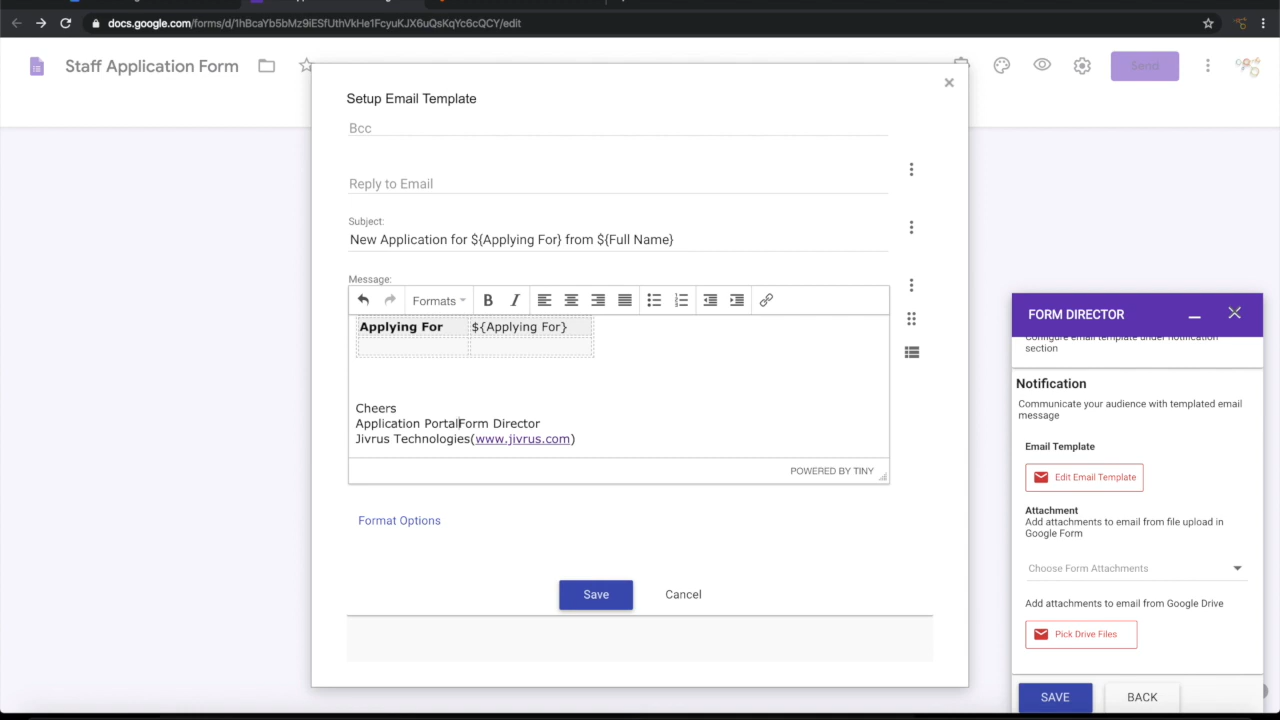 docs.google.com/forms/d/1hBcaYb5bMz9iESfUthVkHe1FcyuKJX6uQsKqYc6cQCY/edit
Staff Application Form
Send
Setup Email Template
Bcc
Reply to Email
Subject:
New Application for ${Applying For} from ${Full Name}
Message:
Formats
B I
Applying For ${Applying For}
Cheers
Application PortalForm Director
Jivrus Technologies(www.jivrus.com)
POWERED BY TINY
Format Options
Save Cancel
FORM DIRECTOR
Configure email template under notification
section
Notification
Communicate your audience with templated email
message
Email Template
Edit Email Template
Attachment
Add attachments to email from file upload in
Google Form
Choose Form Attachments
Add attachments to email from Google Drive
Pick Drive Files
SAVE BACK